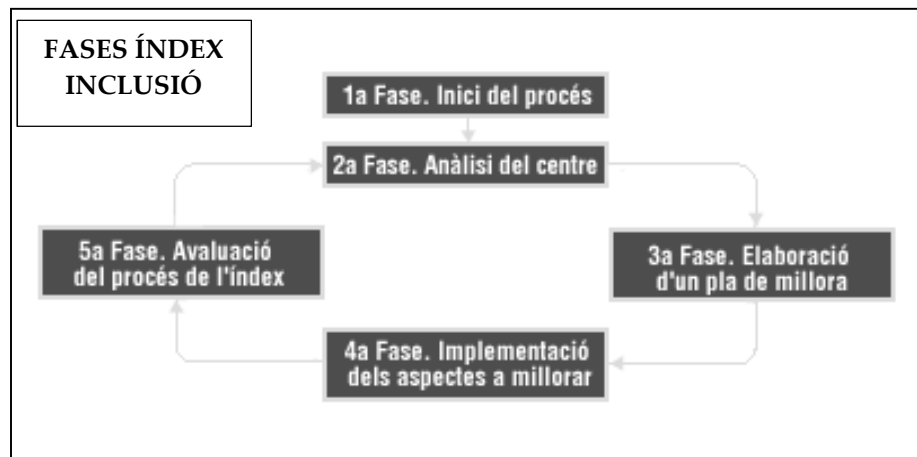 FASES ÍNDEX
INCLUSIÓ
1a Fase. Inici del procés
2a Fase. Anàlisi del centre
5a Fase. Avaluació
del procés de l'índex
3a Fase. Elaboració
d'un pla de millora
4a Fase. Implementació
dels aspectes a millorar